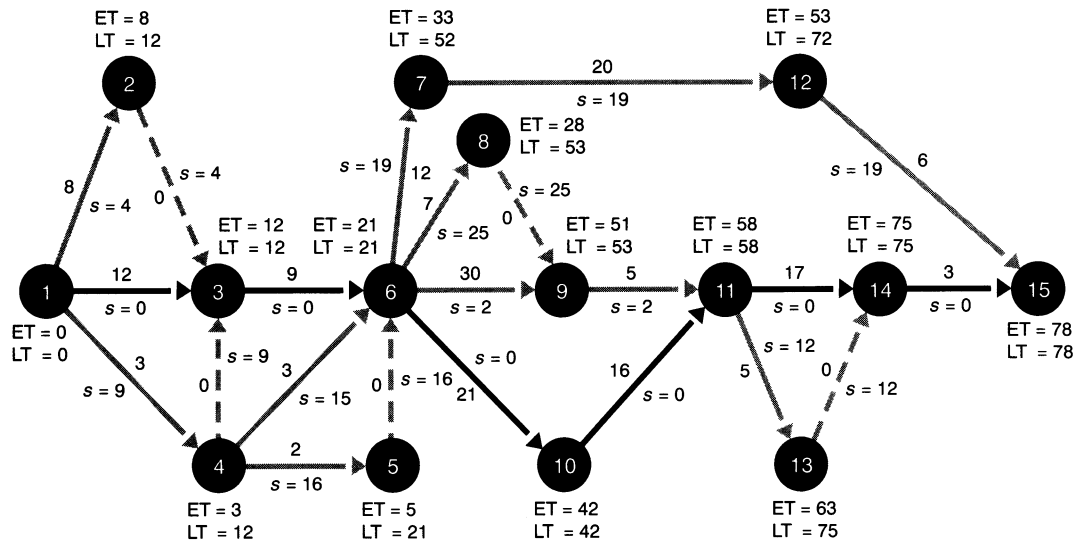 ET = 8
LT = 12
ET = 33
LT = 52
ET = 53
LT = 72
2
7
20
s = 19
12
8
ET = 28
LT = 53
s = 4
0
s = 19
12
7
s = 25
s = 25
0
s = 19
6
8
s = 4
ET = 12
LT = 12
ET = 21
LT = 21
ET = 51
LT = 53
ET = 58
LT = 58
ET = 75
LT = 75
1
12
s = 0
3
9
s = 0
6
30
s = 2
9
5
s = 2
11
17
s = 0
14
3
s = 0
15
ET = 0
LT = 0
ET = 78
LT = 78
3
s = 9
0
s = 9
3
s = 15
0
s = 16
s = 0
21
16
s = 0
s = 12
5
0
s = 12
4
2
s = 16
5
10
13
ET = 3
LT = 12
ET = 5
LT = 21
ET = 42
LT = 42
ET = 63
LT = 75